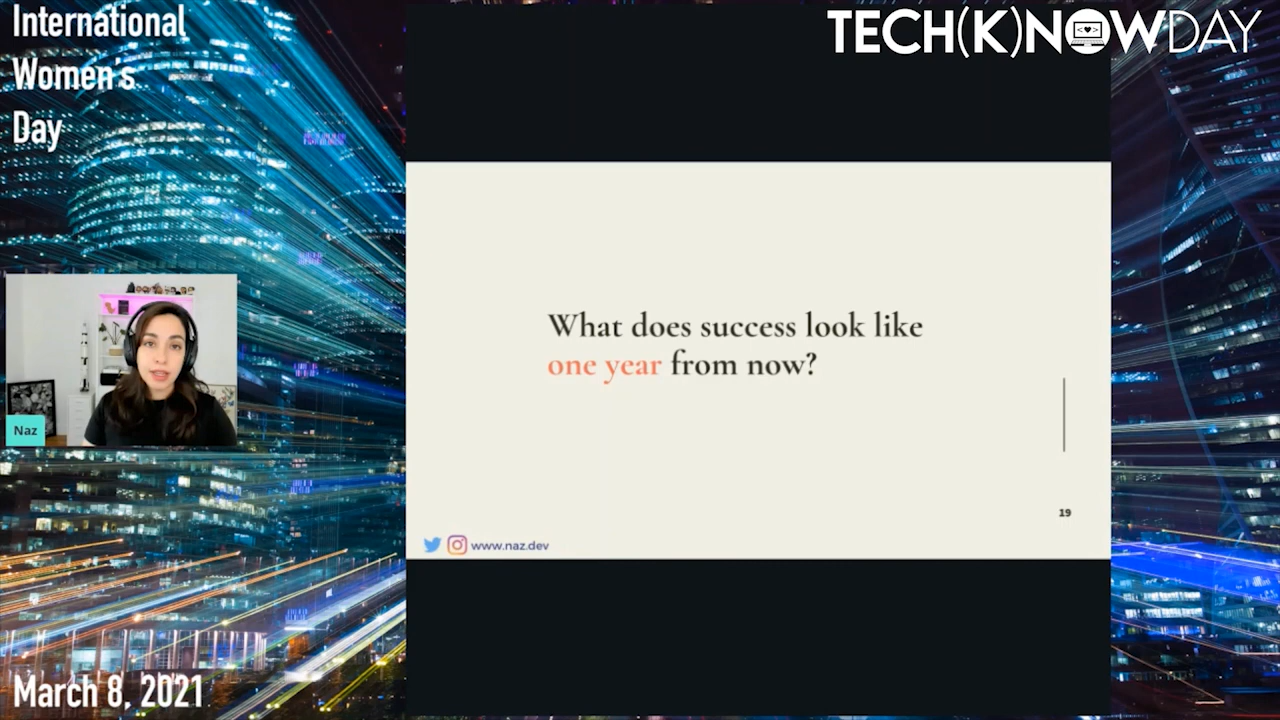 International
Women's
Day
TECH(K)NOWDAY
What does success look like
one year from now?
Naz
19
www.naz.dev
March 8, 2021